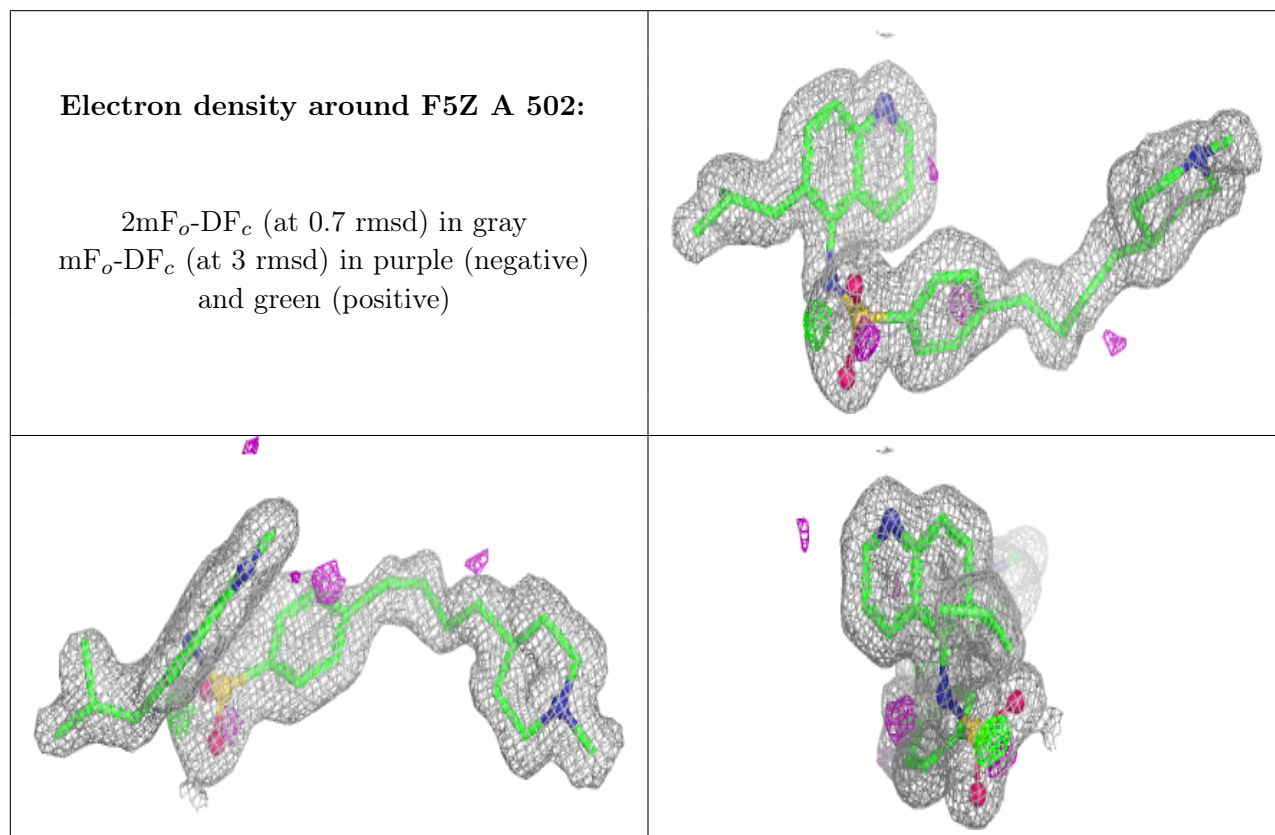 Electron density around F5Z A 502:
2mFo-DFc (at 0.7 rmsd) in gray
mFo-DFc (at 3 rmsd) in purple (negative)
and green (positive)